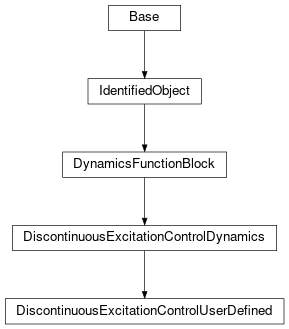 Base
IdentifiedObject
DynamicsFunctionBlock
DiscontinuousExcitationControlDynamics
DiscontinuousExcitationControlUserDefined